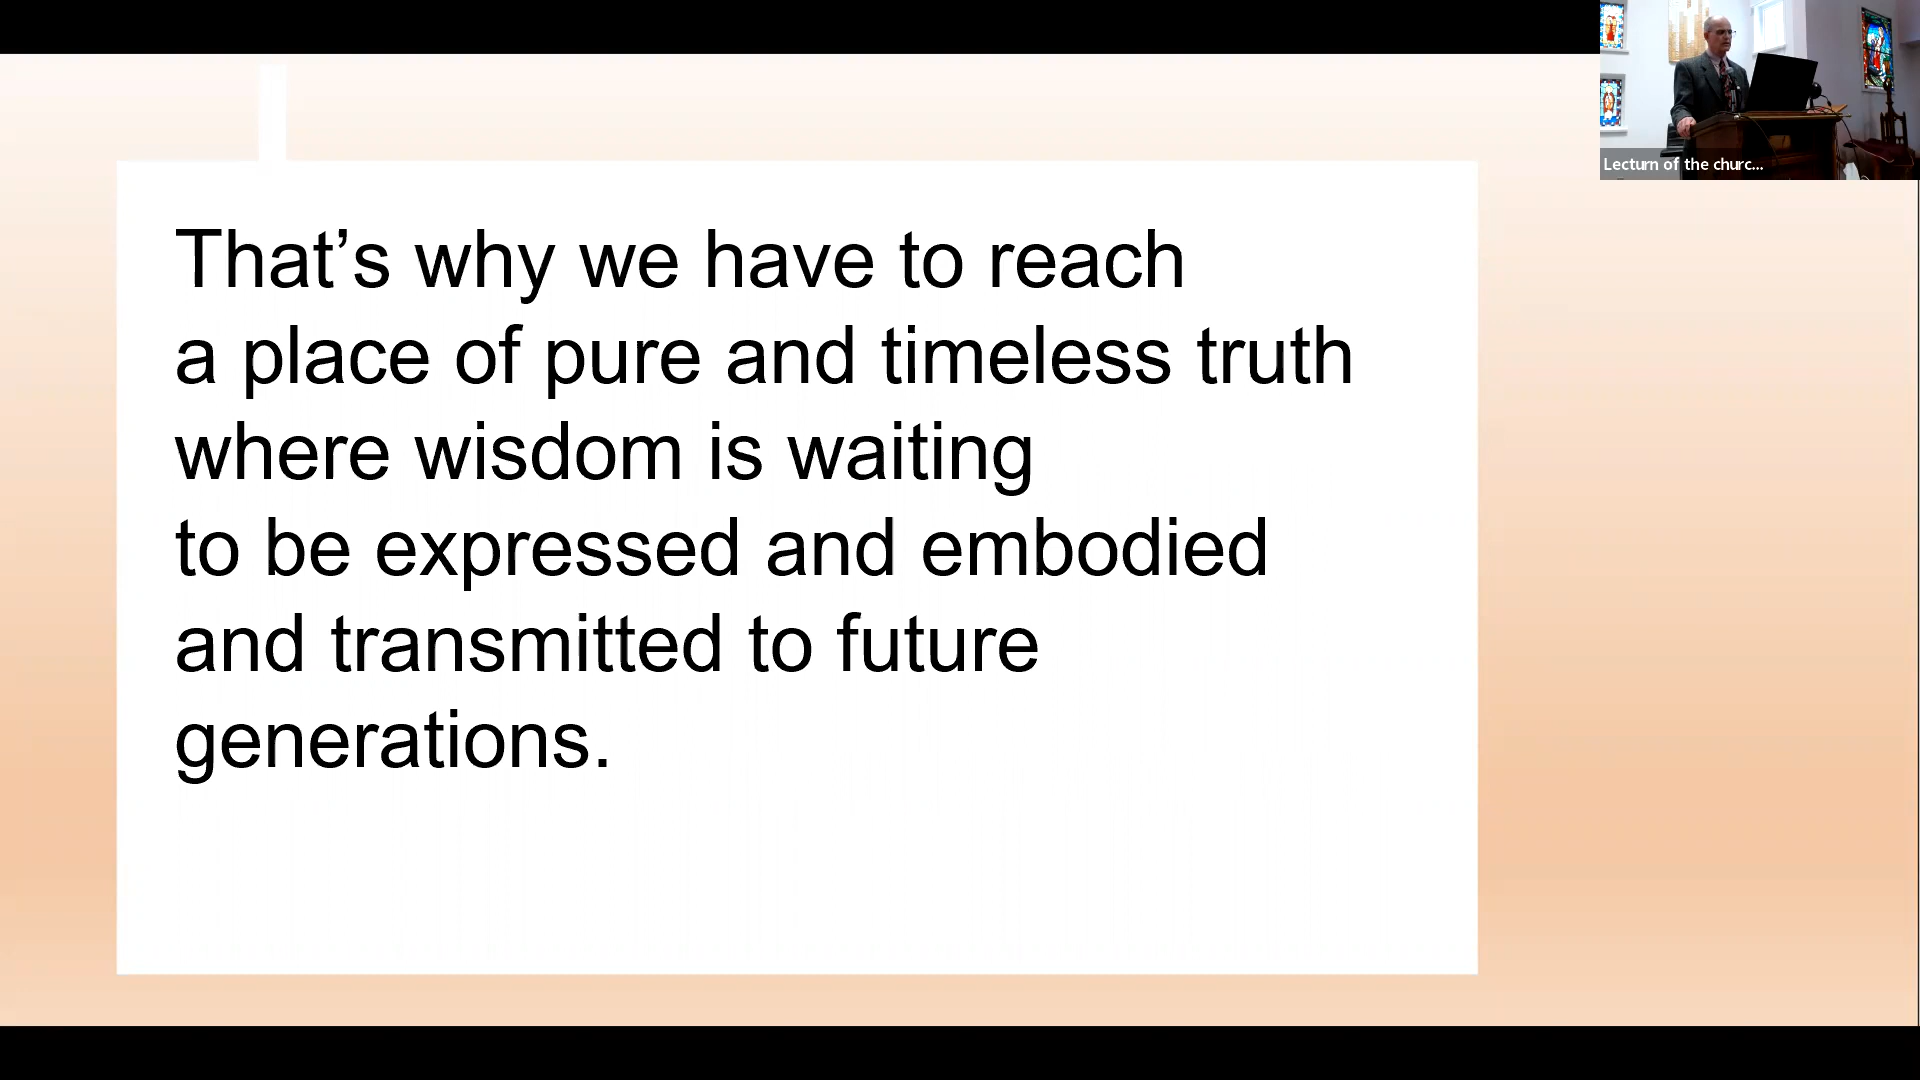 That’s why we have to reach
a place of pure and timeless truth
where wisdom is waiting
to be expressed and embodied
and transmitted to future
generations.
Lecturn of the churc...